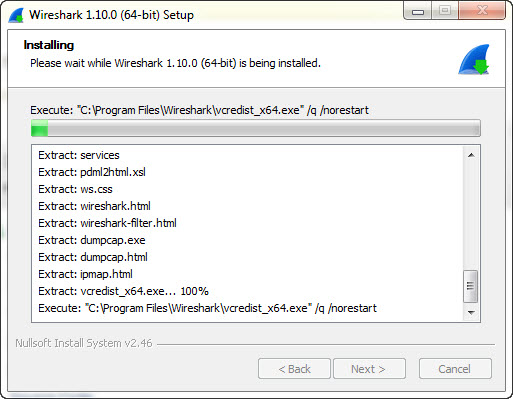 Wireshark 1.10.0 (64-bit) Setup
Installing
Please wait while Wireshark 1.10.0 (64-bit) is being installed.
Execute: "C:\Program Files\Wireshark\vcredist_x64.exe" /q /norestart
Extract: services
Extract: pdml2html.xsl
Extract: ws.css
Extract: wireshark.html
Extract: wireshark-filter.html
Extract: dumpcap.exe
Extract: dumpcap.html
Extract: ipmap.html
Extract: vcredist_x64.exe... 100%
Execute: "C:\Program Files\Wireshark\vcredist_x64.exe" /q /norestart
Nullsoft Install System v2.46
< Back Next > Cancel